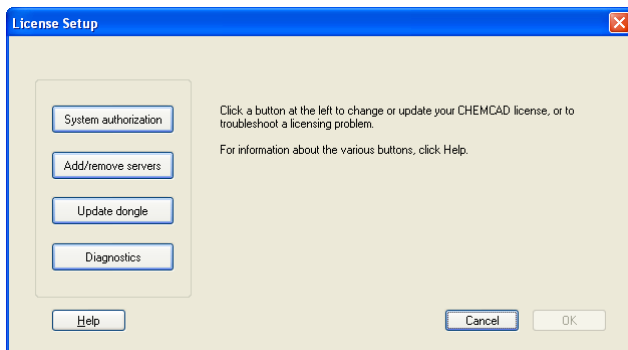 License Setup
System authorization
Add/remove servers
Update dongle
Diagnostics
Click a button at the left to change or update your CHEMCAD license, or to
troubleshoot a licensing problem.
For information about the various buttons, click Help.
Help
Cancel
OK